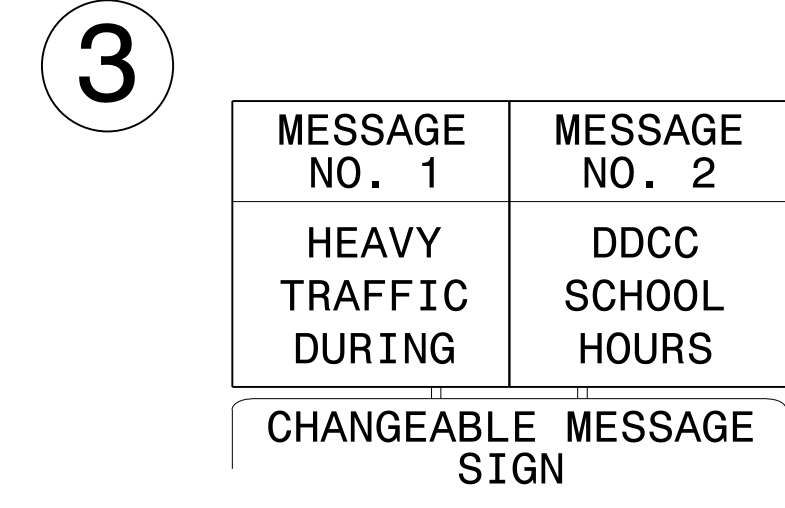 3
MESSAGE
NO. 1
MESSAGE
NO. 2
HEAVY
TRAFFIC
DURING
DDCC
SCHOOL
HOURS
CHANGEABLE MESSAGE
SIGN